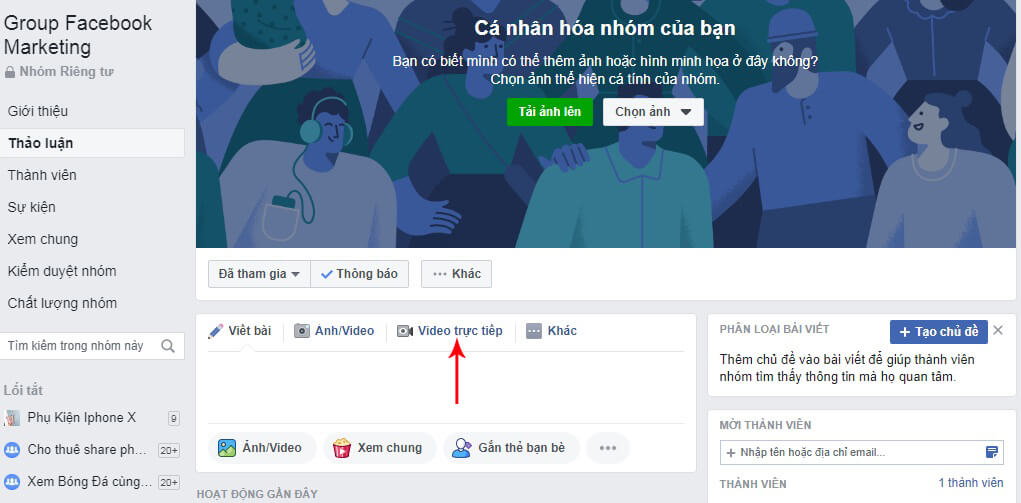 Group Facebook
Marketing
Nhóm Riêng tư
Giới thiệu
Thảo luận
Thành viên
Sự kiện
Xem chung
Kiểm duyệt nhóm
Chất lượng nhóm
Tìm kiếm trong nhóm này
Lối tắt
Phụ Kiện Iphone X 9
Cho thuê share ph... 20+
Xem Bóng Đá cùng... 20+
Cá nhân hóa nhóm của bạn
Bạn có biết mình có thể thêm ảnh hoặc hình minh họa ở đây không?
Chọn ảnh thể hiện cá tính của nhóm.
Tải ảnh lên Chọn ảnh
Đã tham gia Thông báo ... Khác
Viết bài Ảnh/Video Video trực tiếp Khác
Ảnh/Video Xem chung Gắn thẻ bạn bè ...
HOẠT ĐỘNG GẦN ĐÂY
PHÂN LOẠI BÀI VIẾT + Tạo chủ đề
Thêm chủ đề vào bài viết để giúp thành viên
nhóm tìm thấy thông tin mà họ quan tâm.
MỜI THÀNH VIÊN
+ Nhập tên hoặc địa chỉ email...
THÀNH VIÊN 1 thành viên